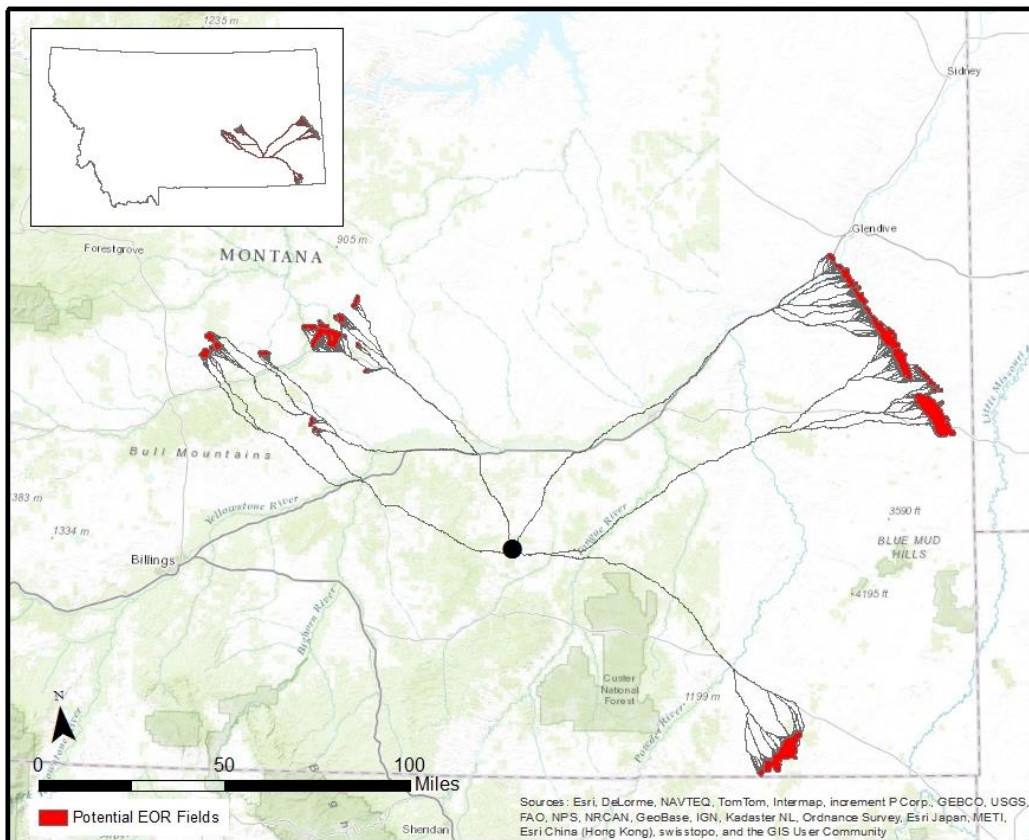 1235 m
Sidney
Forestgrove
905 m
MONTANA
Glendive
Little Missouri
Bull Mountains
383 m
1334 m
Yellowstone River
Tongue River
3590 ft
BLUE MUD
HILLS
Billings
4195 ft
Bighorn River
Custer
National
Forest
1199 m
Powder River
N
0 50 100
Miles
Potential EOR Fields
Sheridan
Sources: Esri, DeLorme, NAVTEQ, TomTom, Intermap, increment P Corp., GEBCO, USGS,
FAO, NPS, NRCAN, GeoBase, IGN, Kadaster NL, Ordnance Survey, Esri Japan, METI,
Esri China (Hong Kong), swisstopo, and the GIS User Community